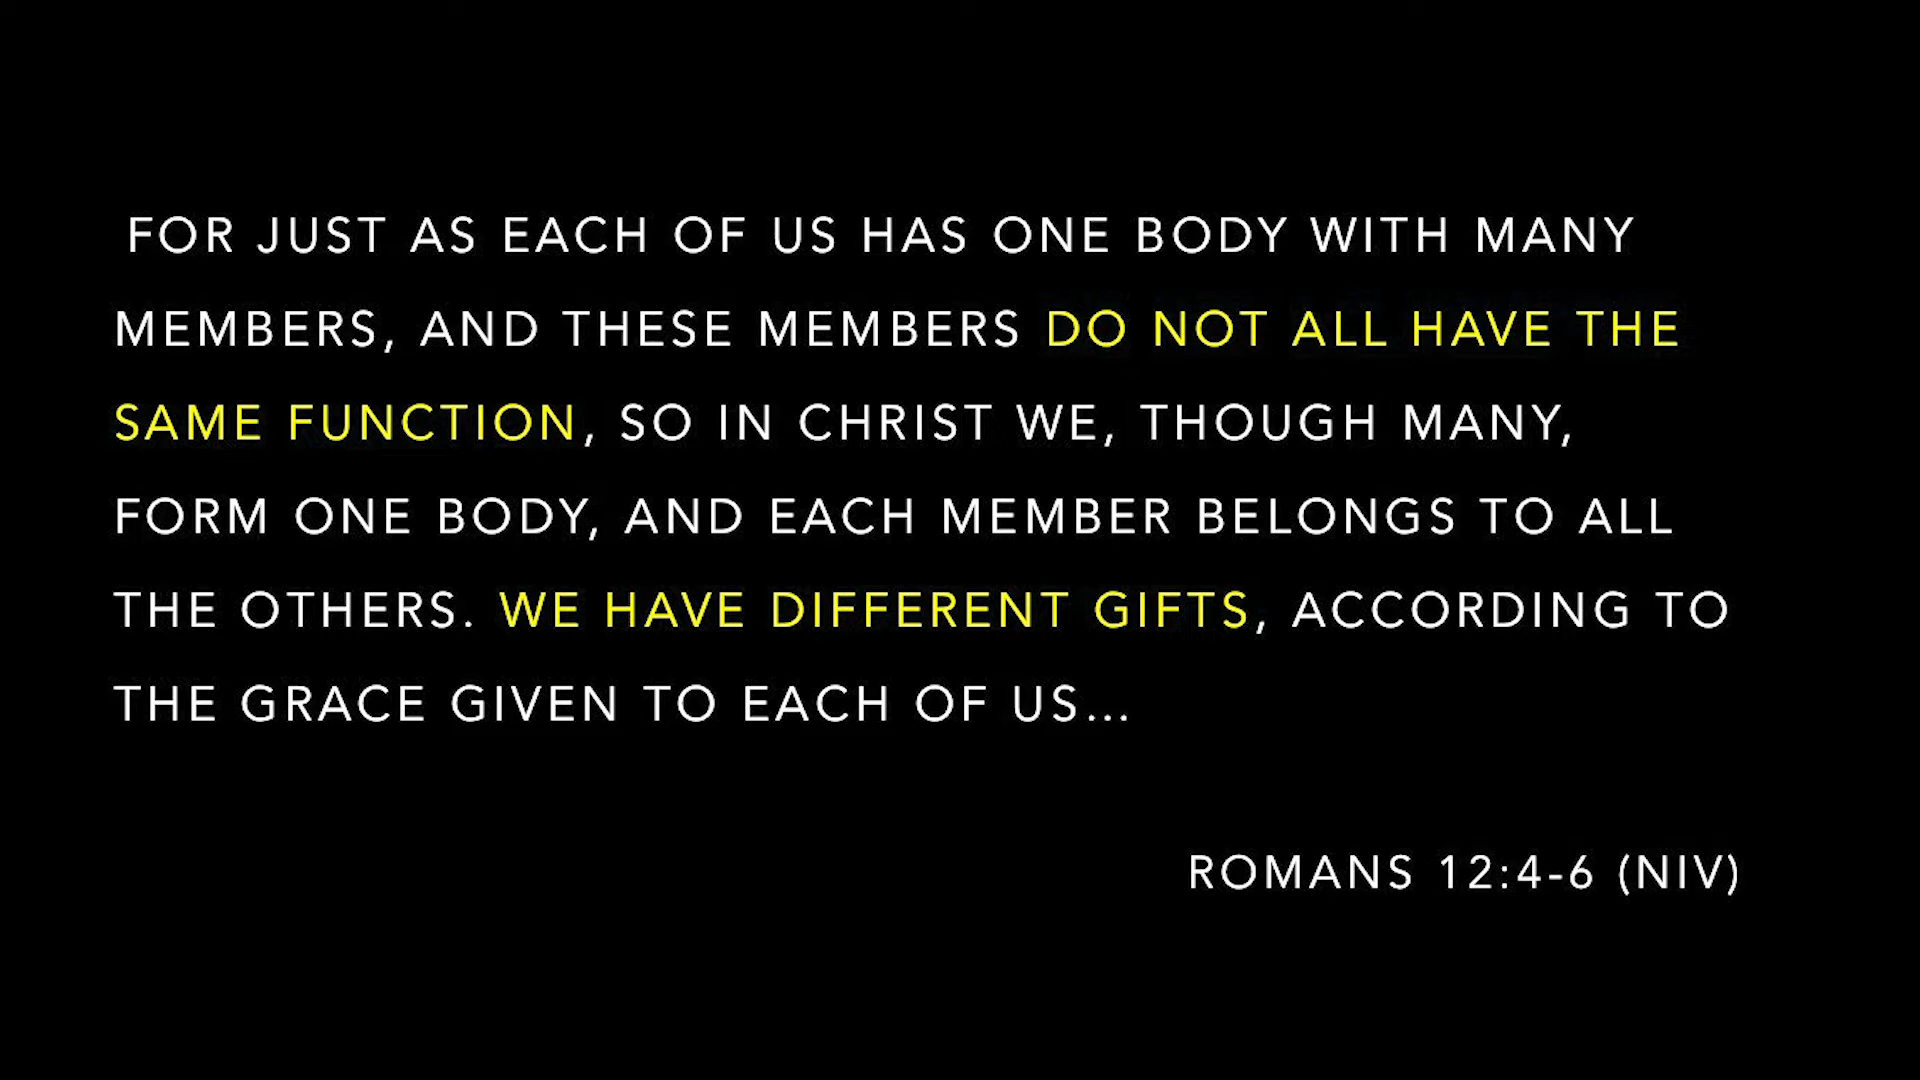 FOR JUST AS EACH OF US HAS ONE BODY WITH MANY
MEMBERS, AND THESE MEMBERS DO NOT ALL HAVE THE
SAME FUNCTION, SO IN CHRIST WE, THOUGH MANY,
FORM ONE BODY, AND EACH MEMBER BELONGS TO ALL
THE OTHERS. WE HAVE DIFFERENT GIFTS, ACCORDING TO
THE GRACE GIVEN TO EACH OF US…
ROMANS 12:4-6 (NIV)